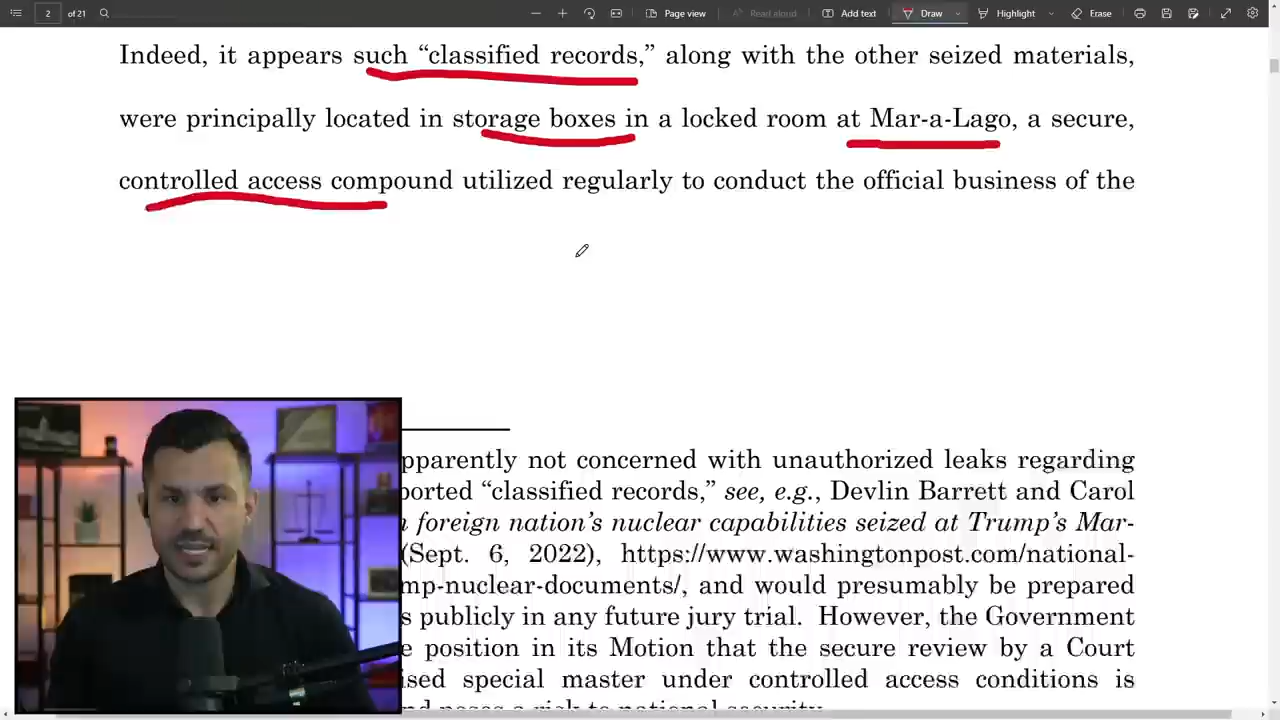 2 of 21 Page view Read aloud Add text Draw Highlight Erase
Indeed, it appears such “classified records,” along with the other seized materials,
were principally located in storage boxes in a locked room at Mar-a-Lago, a secure,
controlled access compound utilized regularly to conduct the official business of the
pparently not concerned with unauthorized leaks regarding
ported “classified records,” see, e.g., Devlin Barrett and Carol
n foreign nation’s nuclear capabilities seized at Trump’s Mar-
(Sept. 6, 2022), https://www.washingtonpost.com/national-
mp-nuclear-documents/, and would presumably be prepared
s publicly in any future jury trial. However, the Government
e position in its Motion that the secure review by a Court
ised special master under controlled access conditions is
nd poses a risk to national security.